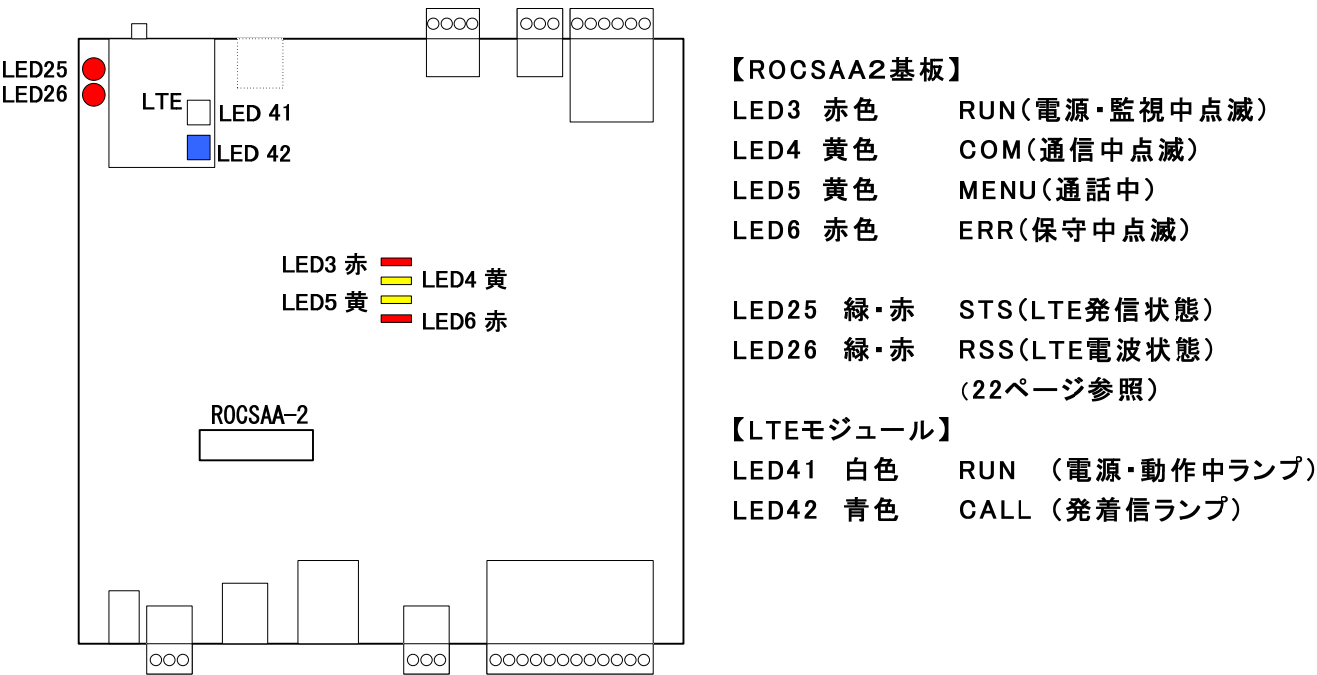 LED25
LED26
LTE
LED 41
LED 42
LED3 赤
LED4 黄
LED5 黄
LED6 赤
ROCSAA-2
【ROCSAA2基板】
LED3 赤色 RUN(電源・監視中点滅)
LED4 黄色 COM(通信中点滅)
LED5 黄色 MENU(通話中)
LED6 赤色 ERR(保守中点滅)
LED25 緑・赤 STS(LTE発信状態)
LED26 緑・赤 RSS(LTE電波状態)
(22ページ参照)
【LTEモジュール】
LED41 白色 RUN (電源・動作中ランプ)
LED42 青色 CALL (発着信ランプ)